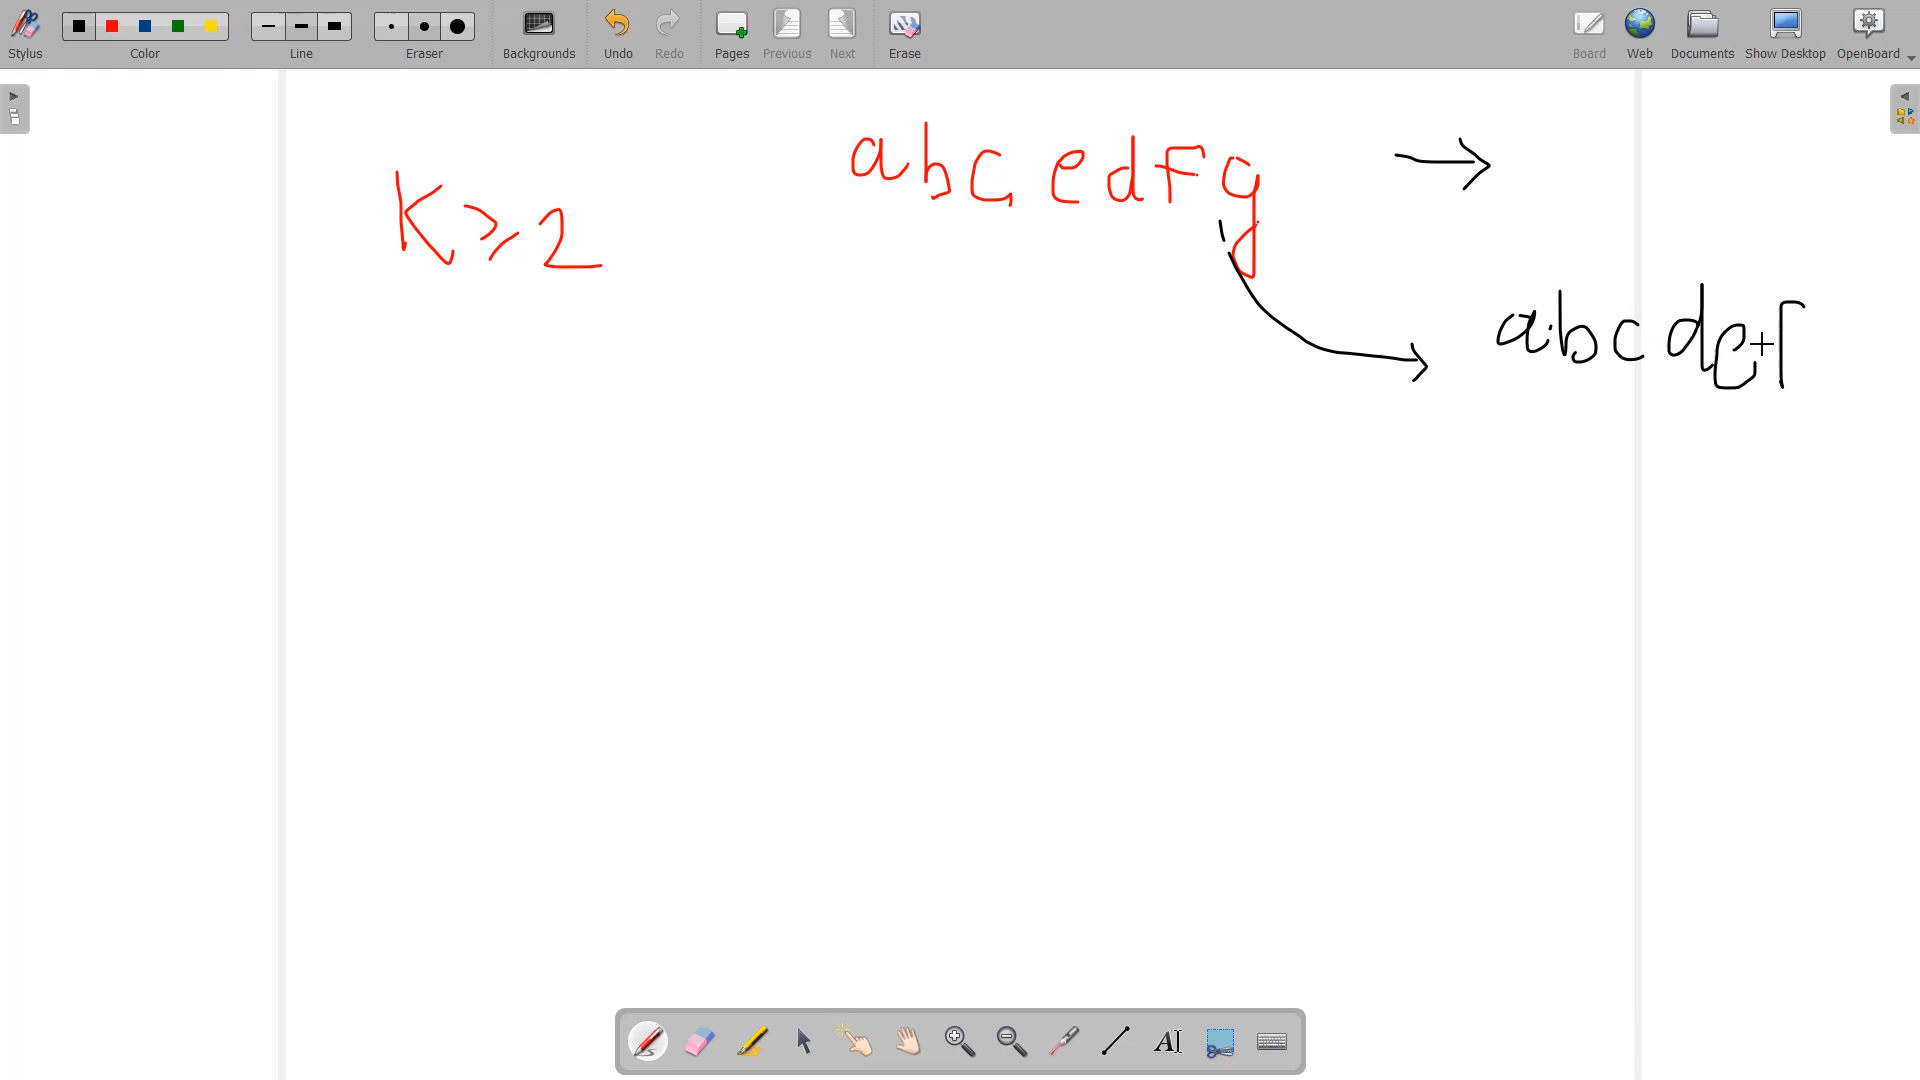 Stylus Color Line Eraser Backgrounds Undo Redo Pages Previous Next Erase Board Web Documents Show Desktop OpenBoard
abcedfg
K≥2
abcdef
AI